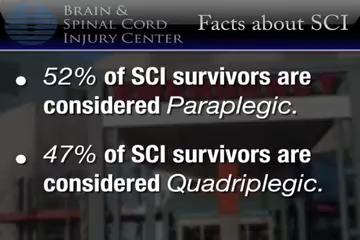 BRAIN &
SPINAL CORD
INJURY CENTER
Facts about SCI
• 52% of SCI survivors are
considered Paraplegic.
• 47% of SCI survivors are
considered Quadriplegic.